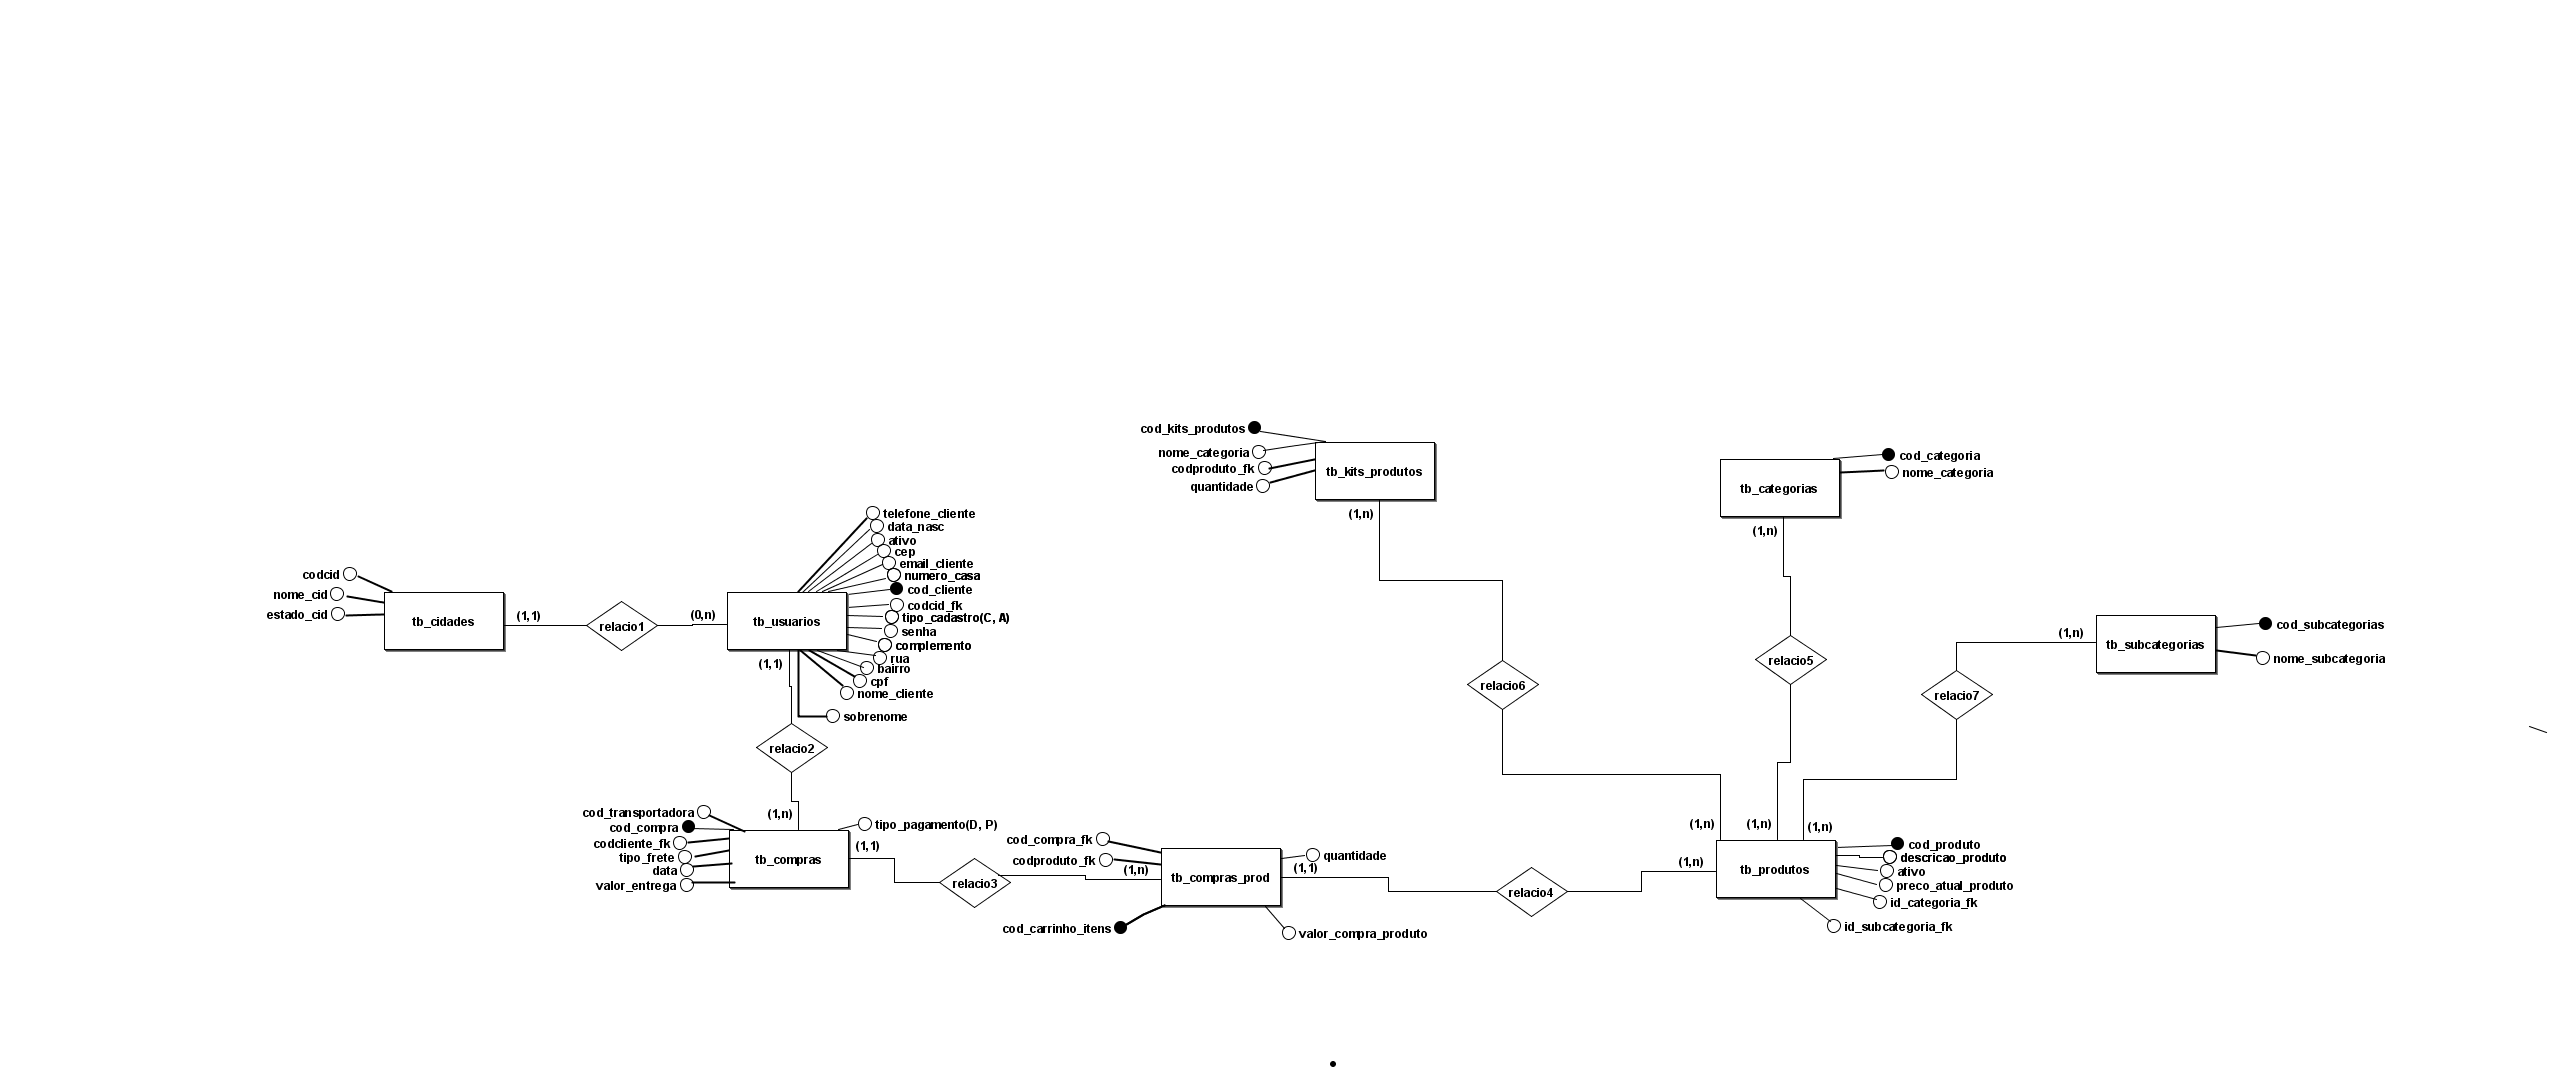 cod_kits_produtos
nome_categoria
codproduto_fk
quantidade
tb_kits_produtos
(1,n)
cod_categoria
nome_categoria
tb_categorias
(1,n)
telefone_cliente
data_nasc
ativo
cep
email_cliente
numero_casa
cod_cliente
codcid_fk
tipo_cadastro(C, A)
senha
complemento
rua
bairro
cpf
nome_cliente
sobrenome
codcid
nome_cid
estado_cid
tb_cidades
(1,1)
relacio1
(0,n)
tb_usuarios
(1,1)
relacio2
(1,n)
relacio6
relacio5
relacio7
(1,n)
tb_subcategorias
cod_subcategorias
nome_subcategoria
cod_transportadora
cod_compra
codcliente_fk
tipo_frete
data
valor_entrega
tipo_pagamento(D, P)
tb_compras
(1,1)
relacio3
cod_compra_fk
codproduto_fk
(1,n)
tb_compras_prod
quantidade
(1,1)
cod_carrinho_itens
valor_compra_produto
relacio4
(1,n)
(1,n)
(1,n)
(1,n)
tb_produtos
cod_produto
descricao_produto
ativo
preco_atual_produto
id_categoria_fk
id_subcategoria_fk